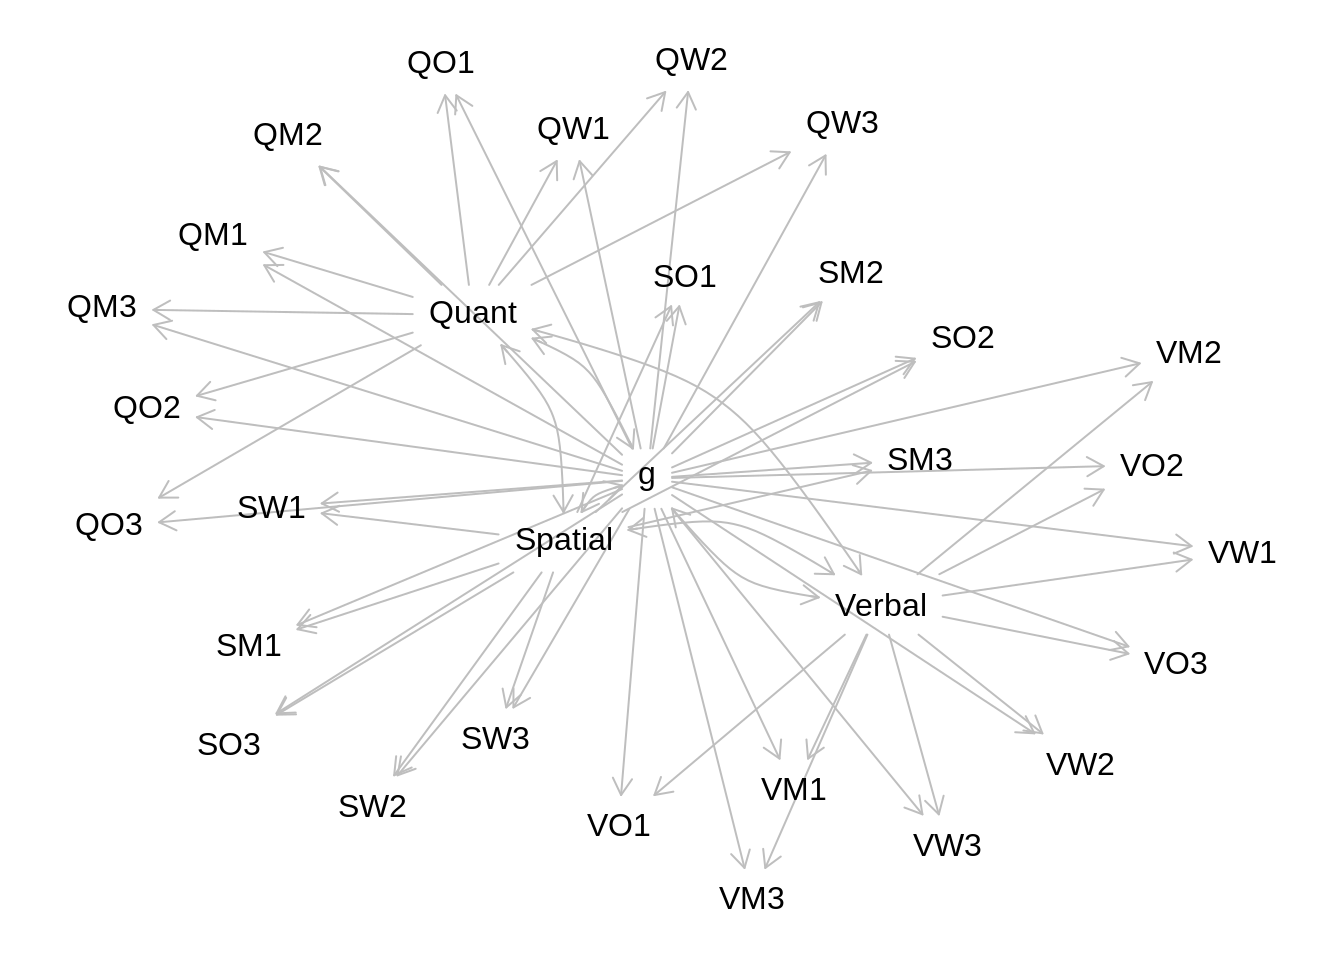 QW2
QO1
QW3
QW1
QM2
QM1
SM2
SO1
QM3
Quant
SO2
VM2
QO2
SM3
VO2
g
SW1
QO3
Spatial
VW1
Verbal
SM1
VO3
SW3
SO3
VW2
VM1
SW2
VO1
VW3
VM3